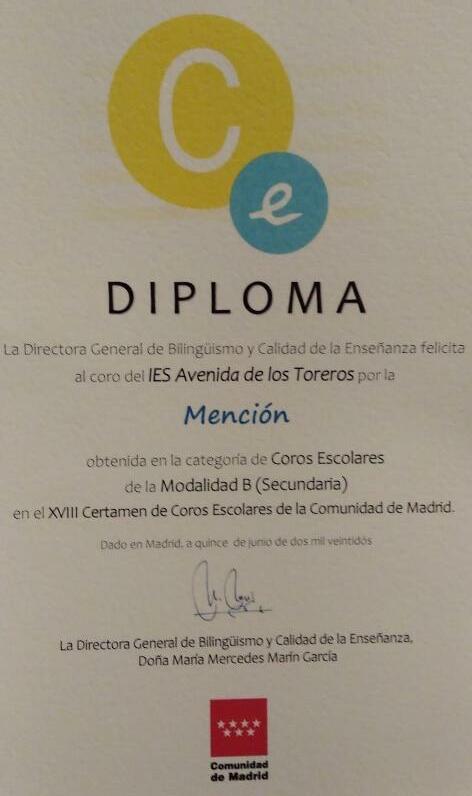 C
e
DIPLOMA
La Directora General de Bilingüismo y Calidad de la Enseñanza felicita
al coro del IES Avenida de los Toreros por la
Mención
obtenida en la categoría de Coros Escolares
de la Modalidad B (Secundaria)
en el XVIII Certamen de Coros Escolares de la Comunidad de Madrid.
Dado en Madrid, a quince de junio de dos mil veintidós
La Directora General de Bilingüismo y Calidad de la Enseñanza,
Doña María Mercedes Marín García
Comunidad
de Madrid